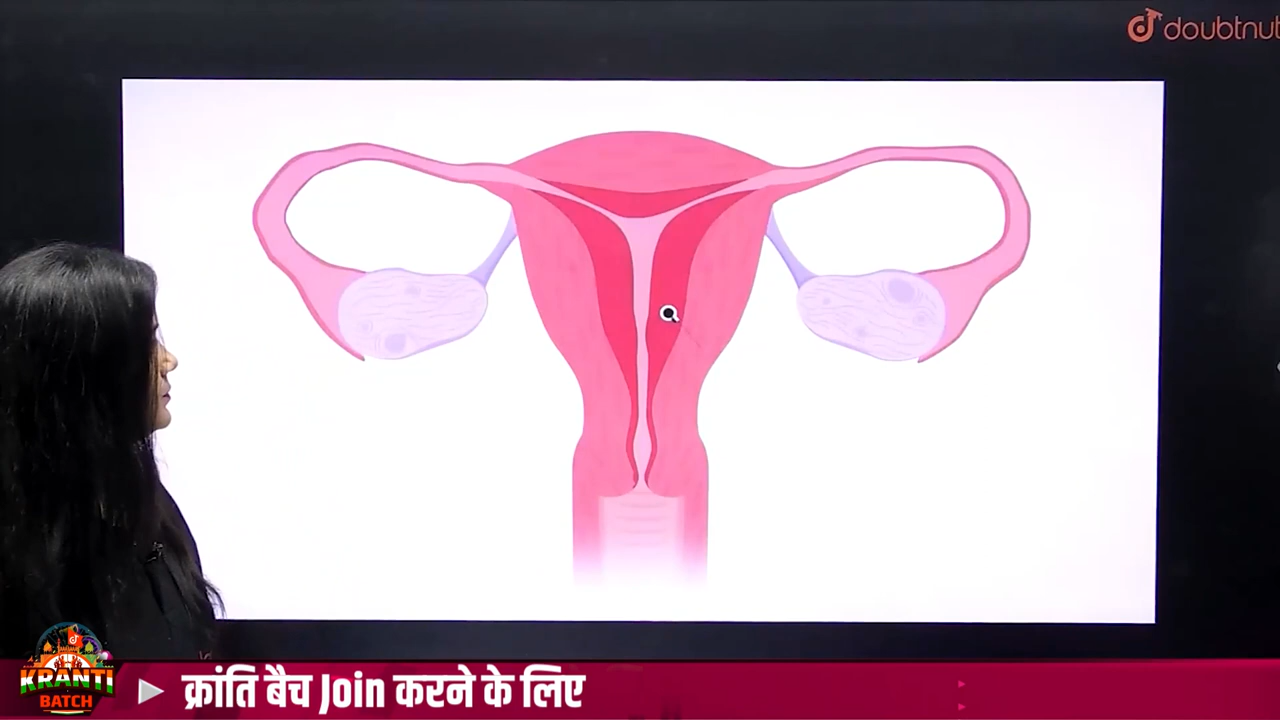 doubtnut
KRANTI
BATCH
क्रांति बैच Join करने के लिए